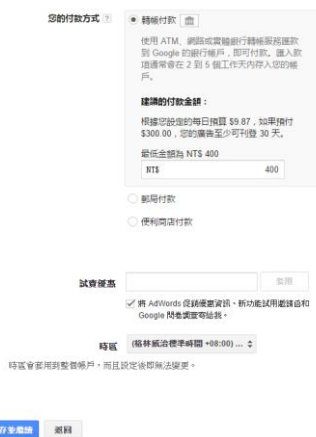 您的付款方式 ? 轉帳付款
使用 ATM、網路或實體銀行轉帳服務匯款
到 Google 的銀行帳戶，即可付款。匯入款
項通常會在 2 到 5 個工作天內存入您的帳
戶。
建議的付款金額：
根據您設定的每日預算 $9.87，如果預付
$300.00，您的廣告至少可刊登 30 天。
最低金額為 NT$ 400
NT$ 400
郵局付款
便利商店付款
試賣優惠 套用
將 AdWords 促銷優惠資訊、新功能試用邀請函和
Google 問卷調查寄給我。
時區 (格林威治標準時間 +08:00) ...
時區會套用到整個帳戶，而且設定後即無法變更。
存並繼續 返回